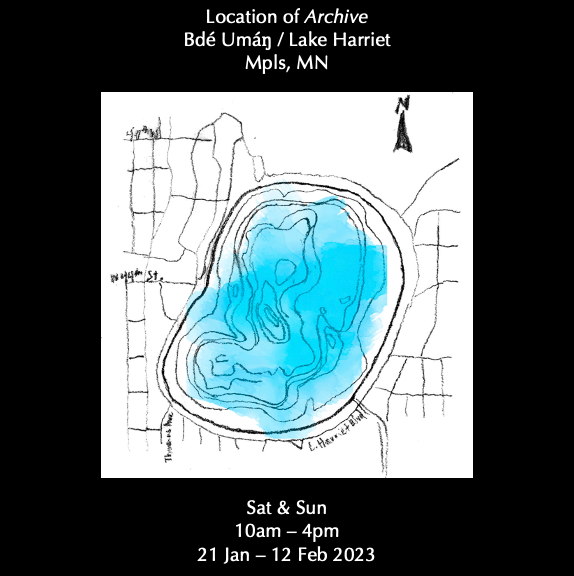 Location of Archive
Bdé Umáŋ / Lake Harriet
Mpls, MN
N
St.
Thomas Ave
L. Harriet Blvd
Sat & Sun
10am – 4pm
21 Jan – 12 Feb 2023